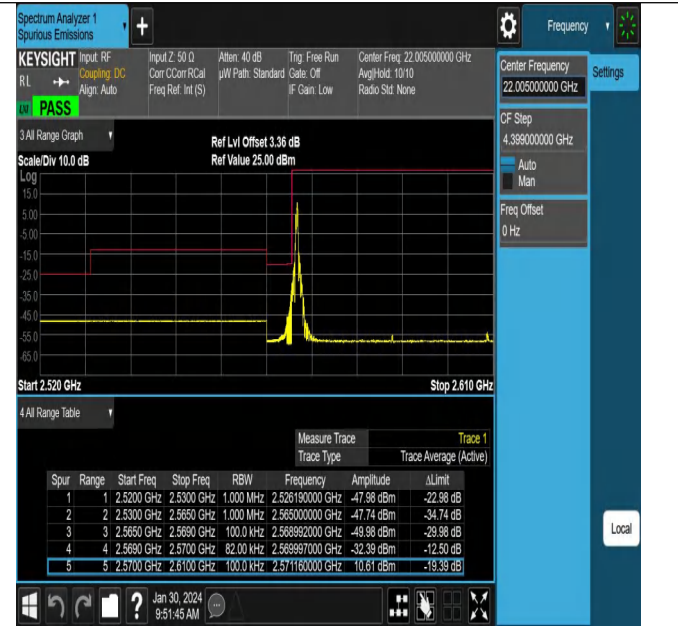 Spectrum Analyzer 1
Spurious Emissions
Frequency
KEYSIGHT Input: RF Input Z: 50 Ω Atten: 40 dB Trig: Free Run Center Freq: 22.005000000 GHz
RL Coupling: DC Corr CCorr RCal µW Path: Standard Gate: Off Avg|Hold: 10/10
Align: Auto Freq Ref: Int (S) IF Gain: Low Radio Std: None
PASS
Center Frequency
22.005000000 GHz
Settings
CF Step
4.399000000 GHz
Auto
Man
Freq Offset
0 Hz
3 All Range Graph
Ref Lvl Offset 3.36 dB
Scale/Div 10.0 dB Ref Value 25.00 dBm
Log
15.0
5.00
-5.00
-15.0
-25.0
-35.0
-45.0
-55.0
-65.0
Start 2.520 GHz Stop 2.610 GHz
4 All Range Table
Measure Trace Trace 1
Trace Type Trace Average (Active)
Spur Range Start Freq Stop Freq RBW Frequency Amplitude ΔLimit
1 1 2.5200 GHz 2.5300 GHz 1.000 MHz 2.526190000 GHz -47.98 dBm -22.98 dB
2 2 2.5300 GHz 2.5650 GHz 1.000 MHz 2.565000000 GHz -47.74 dBm -34.74 dB
3 3 2.5650 GHz 2.5690 GHz 100.0 kHz 2.568992000 GHz -49.98 dBm -29.98 dB
4 4 2.5690 GHz 2.5700 GHz 82.00 kHz 2.569997000 GHz -32.39 dBm -12.50 dB
5 5 2.5700 GHz 2.6100 GHz 100.0 kHz 2.571160000 GHz 10.61 dBm -19.39 dB
Local
Jan 30, 2024
9:51:45 AM